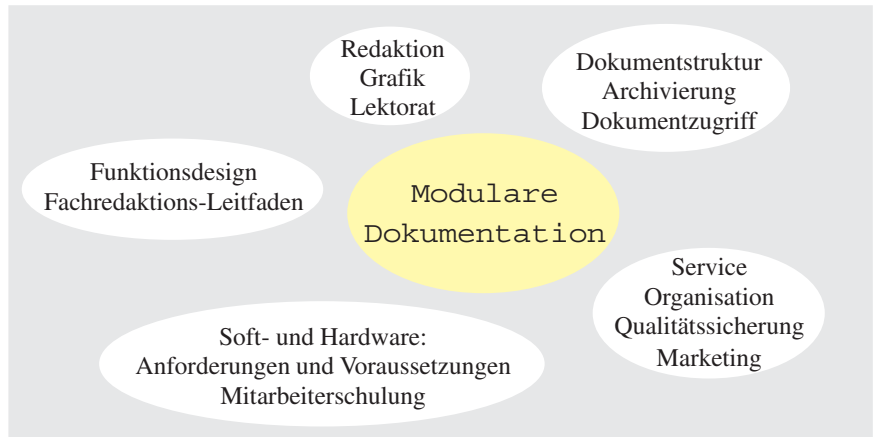 Redaktion
Grafik
Lektorat
Dokumentstruktur
Archivierung
Dokumentzugriff
Funktionsdesign
Fachredaktions-Leitfaden
Modulare
Dokumentation
Service
Organisation
Qualitätssicherung
Marketing
Soft- und Hardware:
Anforderungen und Voraussetzungen
Mitarbeiterschulung